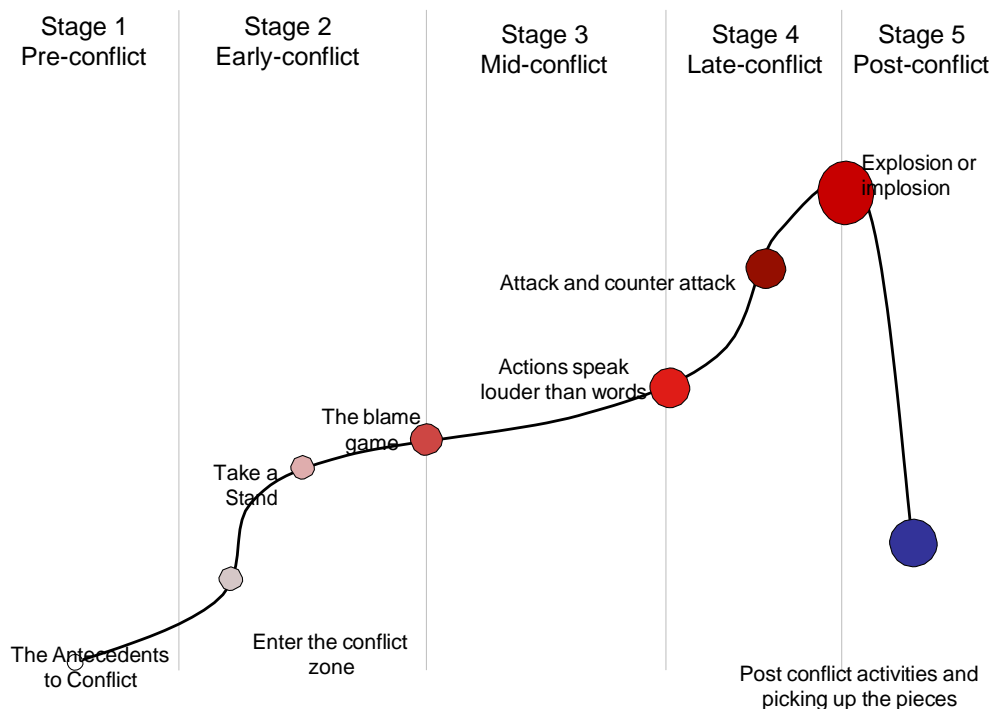 Stage 1
Pre-conflict
Stage 2
Early-conflict
Stage 3
Mid-conflict
Stage 4
Late-conflict
Stage 5
Post-conflict
Explosion or
implosion
Attack and counter attack
Actions speak
louder than words
The blame
game
Take a
Stand
Enter the conflict
zone
The Antecedents
to Conflict
Post conflict activities and
picking up the pieces